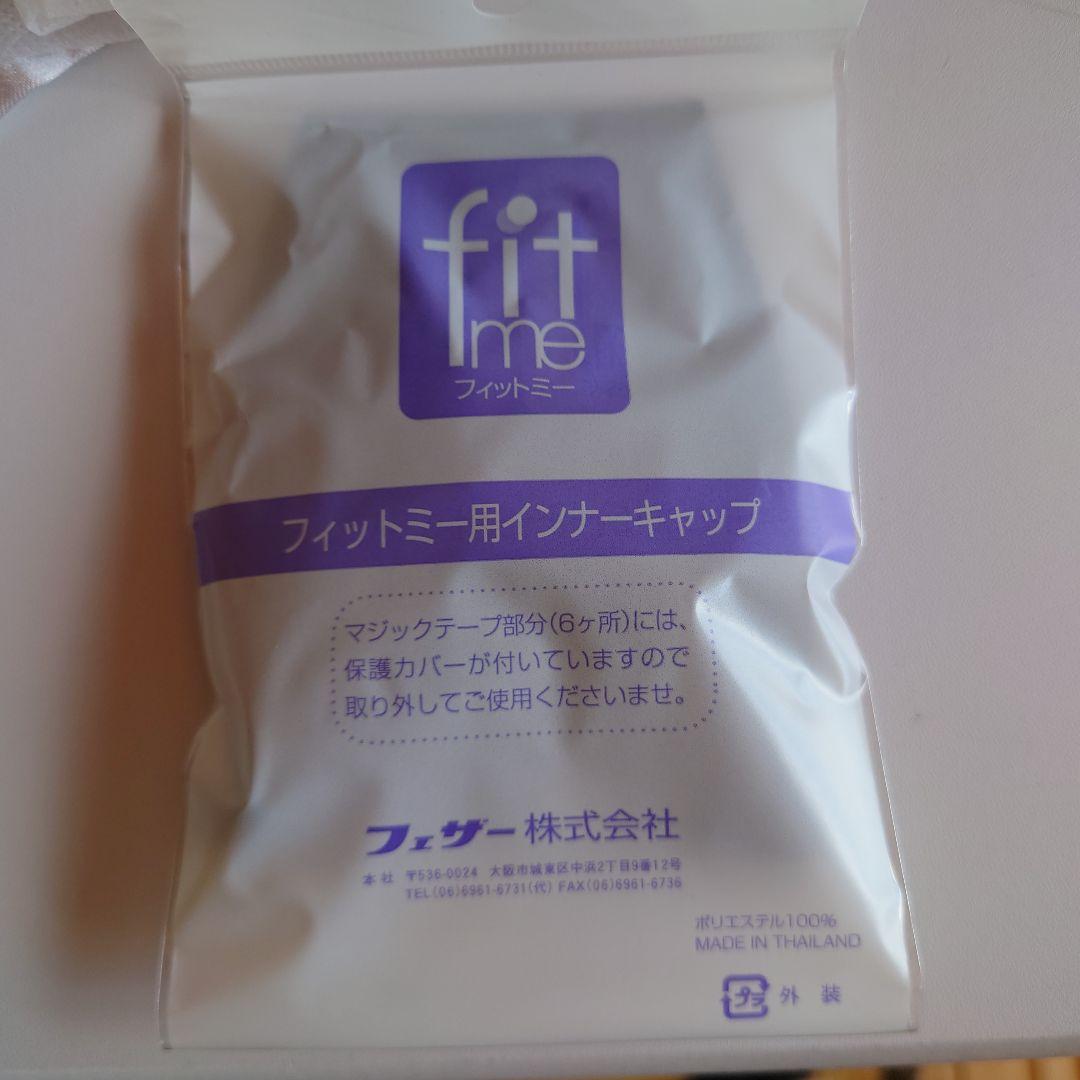 fit
me
フィットミー
フィットミー用インナーキャップ
マジックテープ部分(6ヶ所)には、
保護カバーが付いていますので
取り外してご使用くださいませ。
フェザー株式会社
本社 〒536-0024 大阪市城東区中浜2丁目9番12号
TEL(06)6961-6731(代) FAX(06)6961-6736
ポリエステル100%
MADE IN THAILAND
プラ 外装